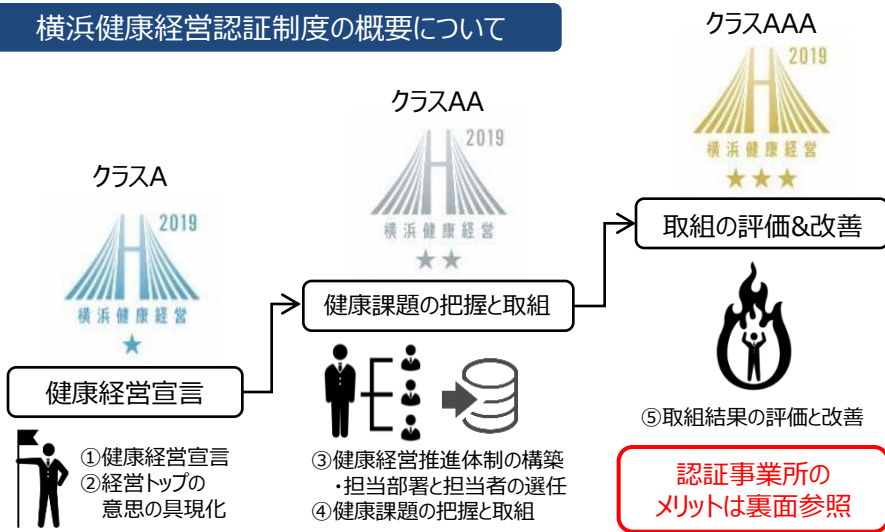 横浜健康経営認証制度の概要について
クラスA
2019
横浜健康経営
★
健康経営宣言
①健康経営宣言
②経営トップの
意思の具現化
クラスAA
2019
横浜健康経営
★★
健康課題の把握と取組
③健康経営推進体制の構築
・担当部署と担当者の選任
④健康課題の把握と取組
クラスAAA
2019
横浜健康経営
★★★
取組の評価&改善
⑤取組結果の評価と改善
認証事業所の
メリットは裏面参照